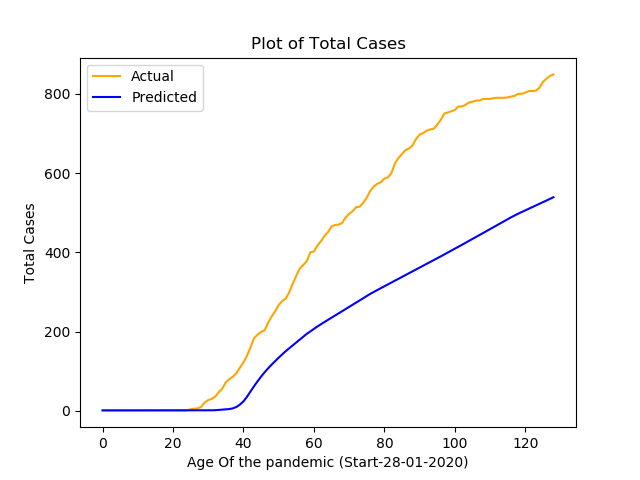 Plot of Total Cases
Actual
Predicted
800
600
400
200
0
Total Cases
0 20 40 60 80 100 120
Age Of the pandemic (Start-28-01-2020)